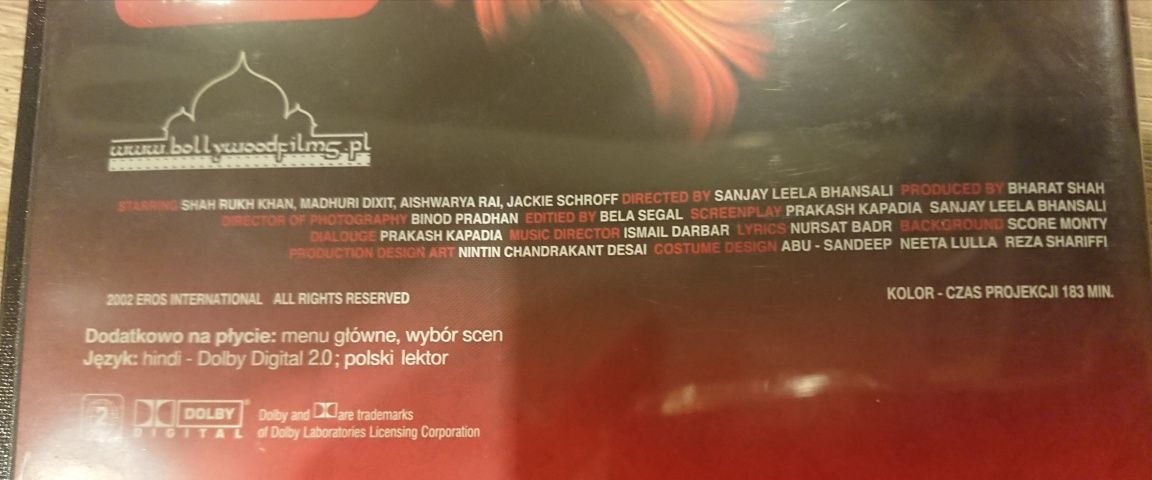 www.bollywoodfilms.pl
STARRING SHAH RUKH KHAN, MADHURI DIXIT, AISHWARYA RAI, JACKIE SCHROFF DIRECTED BY SANJAY LEELA BHANSALI PRODUCED BY BHARAT SHAH
DIRECTOR OF PHOTOGRAPHY BINOD PRADHAN EDITIED BY BELA SEGAL SCREENPLAY PRAKASH KAPADIA SANJAY LEELA BHANSALI
DIALOUGE PRAKASH KAPADIA MUSIC DIRECTOR ISMAIL DARBAR LYRICS NURSAT BADR BACKGROUND SCORE MONTY
PRODUCTION DESIGN ART NINTIN CHANDRAKANT DESAI COSTUME DESIGN ABU - SANDEEP NEETA LULLA REZA SHARIFFI
2002 EROS INTERNATIONAL ALL RIGHTS RESERVED
KOLOR - CZAS PROJEKCJI 183 MIN.
Dodatkowo na płycie: menu główne, wybór scen
Język: hindi - Dolby Digital 2.0; polski lektor
2 DOLBY DIGITAL
Dolby and are trademarks
of Dolby Laboratories Licensing Corporation